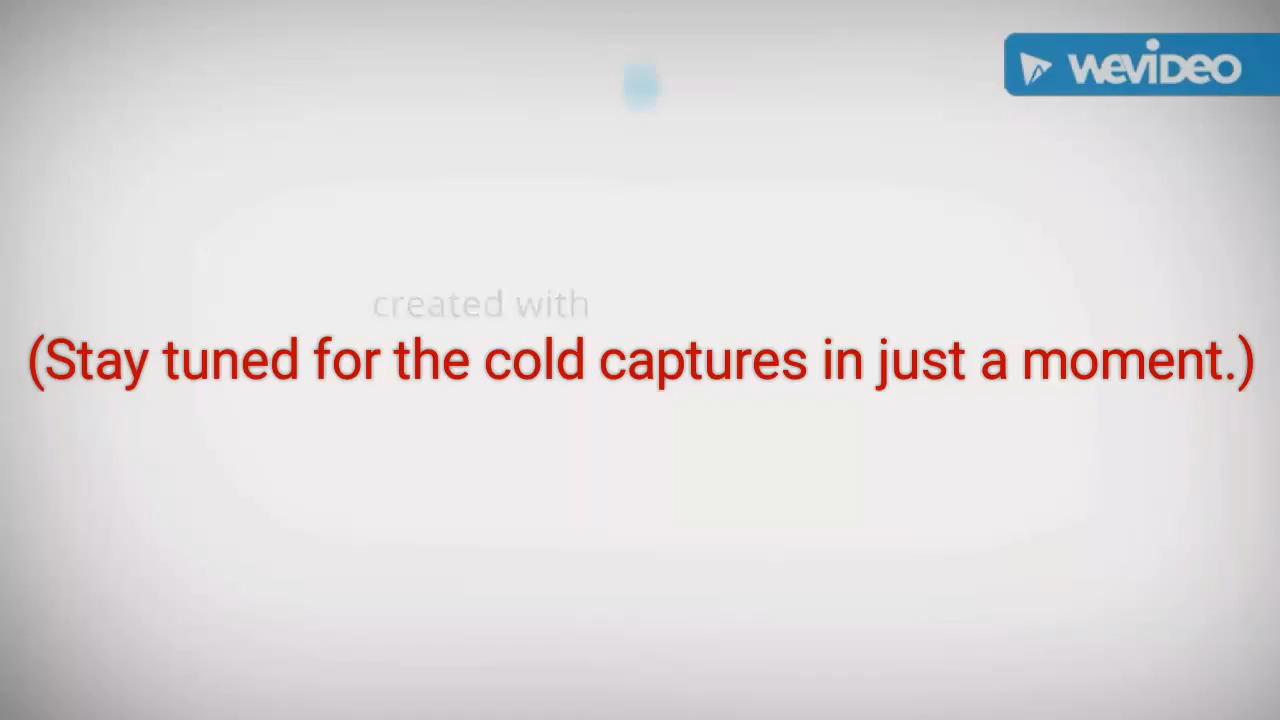 WEVIDEO
created with
(Stay tuned for the cold captures in just a moment.)